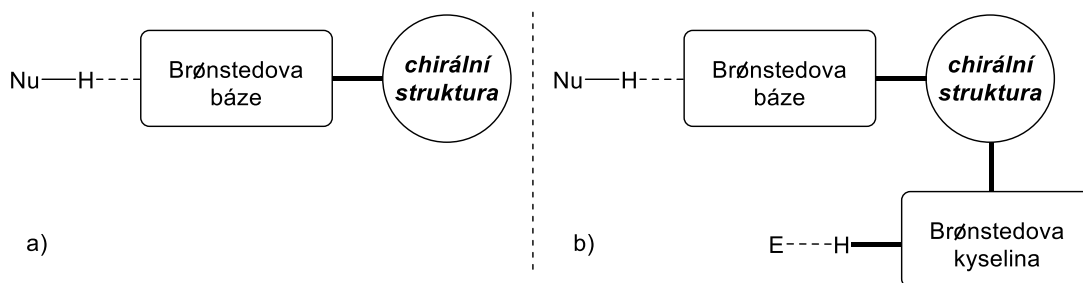 Nu—H
Brønstedova
báze
chirální
struktura
a)
Nu—H
Brønstedova
báze
chirální
struktura
b)
E
H
Brønstedova
kyselina